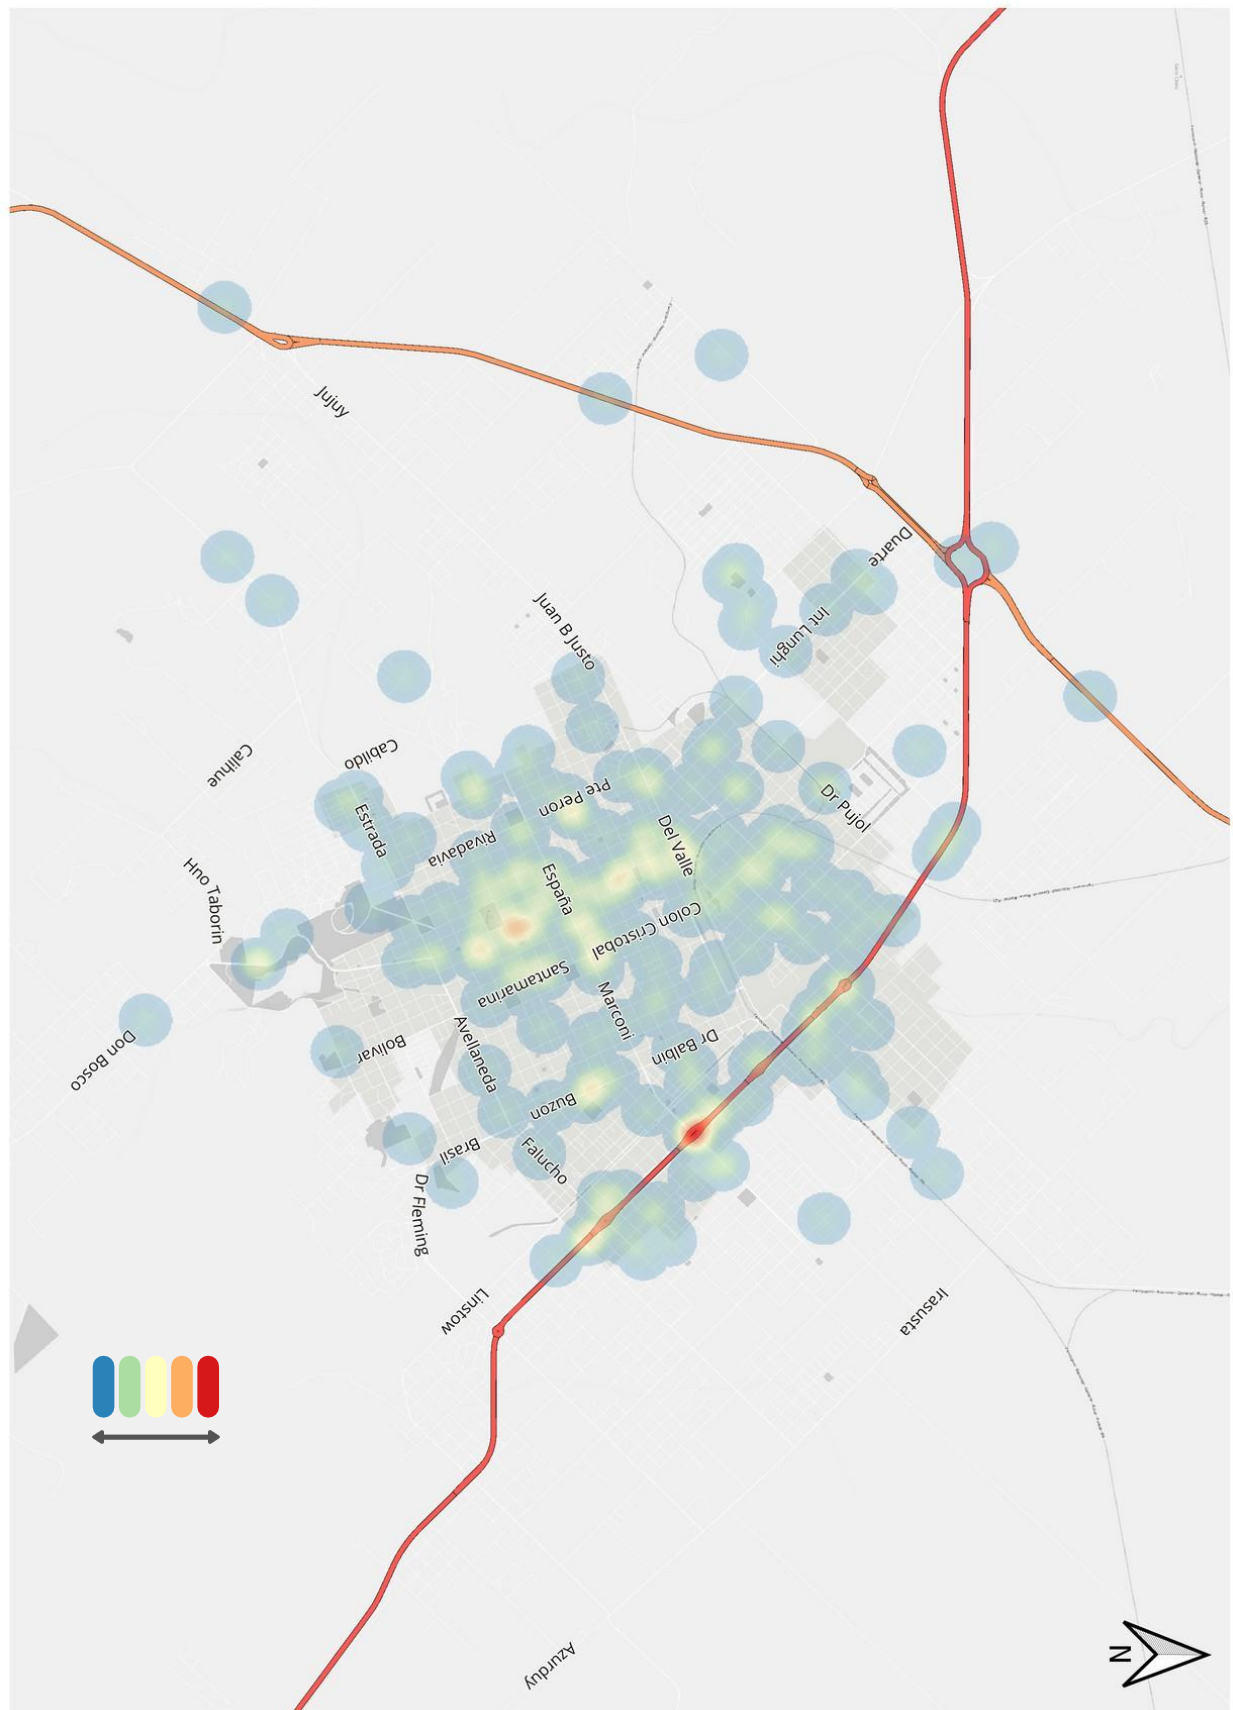 Jujuy
Duarte
Juan B Justo
Int Lunghi
Cabildo
Callhue
Pte Peron
Dr Pujol
Estrada
Rivadavia
Del Valle
España
Hno Taborin
Colon Cristobal
Santamarina
Marconi
Avellaneda
Dr Balbin
Bolivar
Don Bosco
Buzon
Brasil
Falucho
Dr Fleming
Linstow
Irasusta
Azurduy
N